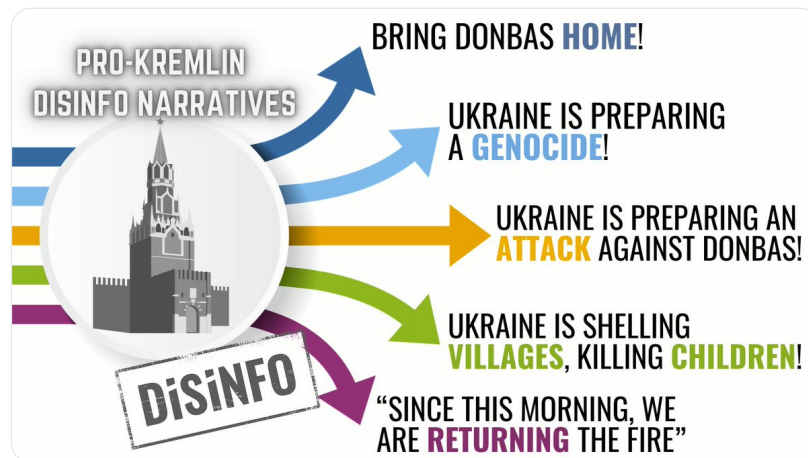 PRO-KREMLIN
DISINFO NARRATIVES
BRING DONBAS HOME!
UKRAINE IS PREPARING
A GENOCIDE!
UKRAINE IS PREPARING AN
ATTACK AGAINST DONBAS!
UKRAINE IS SHELLING
VILLAGES, KILLING CHILDREN!
DiSiNFO
“SINCE THIS MORNING, WE
ARE RETURNING THE FIRE”